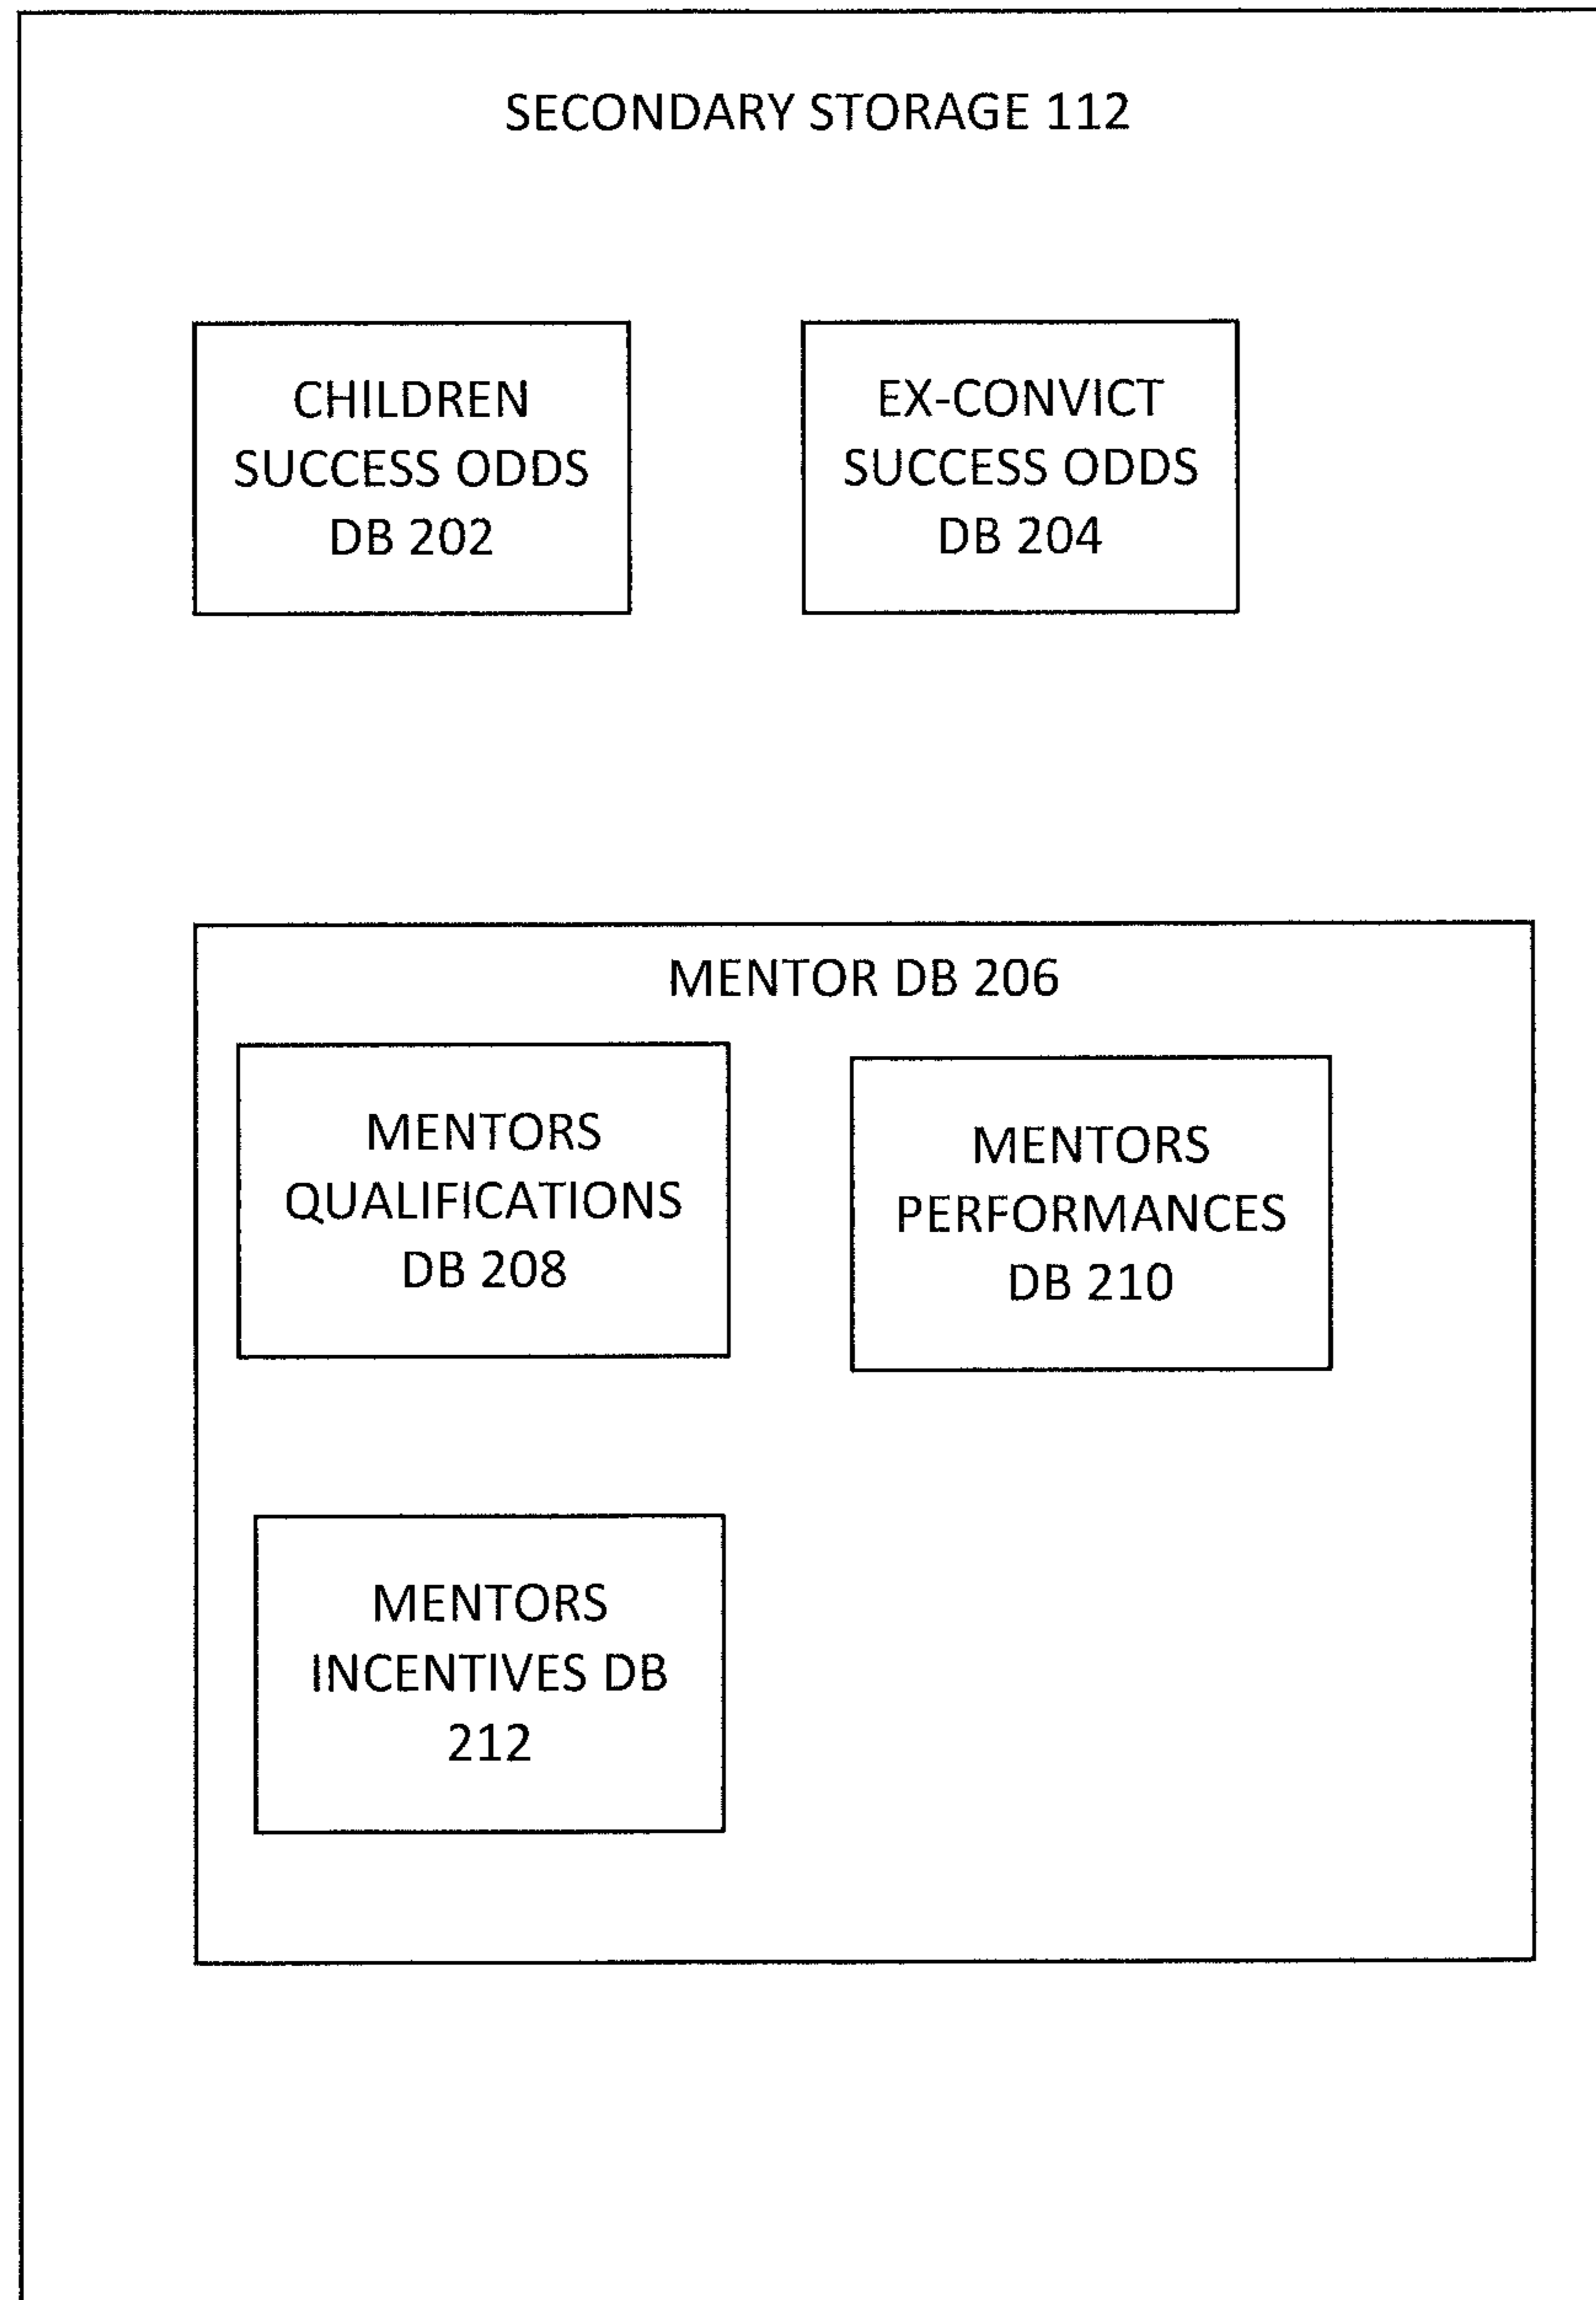 SECONDARY STORAGE 112
CHILDREN
SUCCESS ODDS
DB 202
EX-CONVICT
SUCCESS ODDS
DB 204
MENTOR DB 206
MENTORS
QUALIFICATIONS
DB 208
MENTORS
PERFORMANCES
DB 210
MENTORS
INCENTIVES DB
212